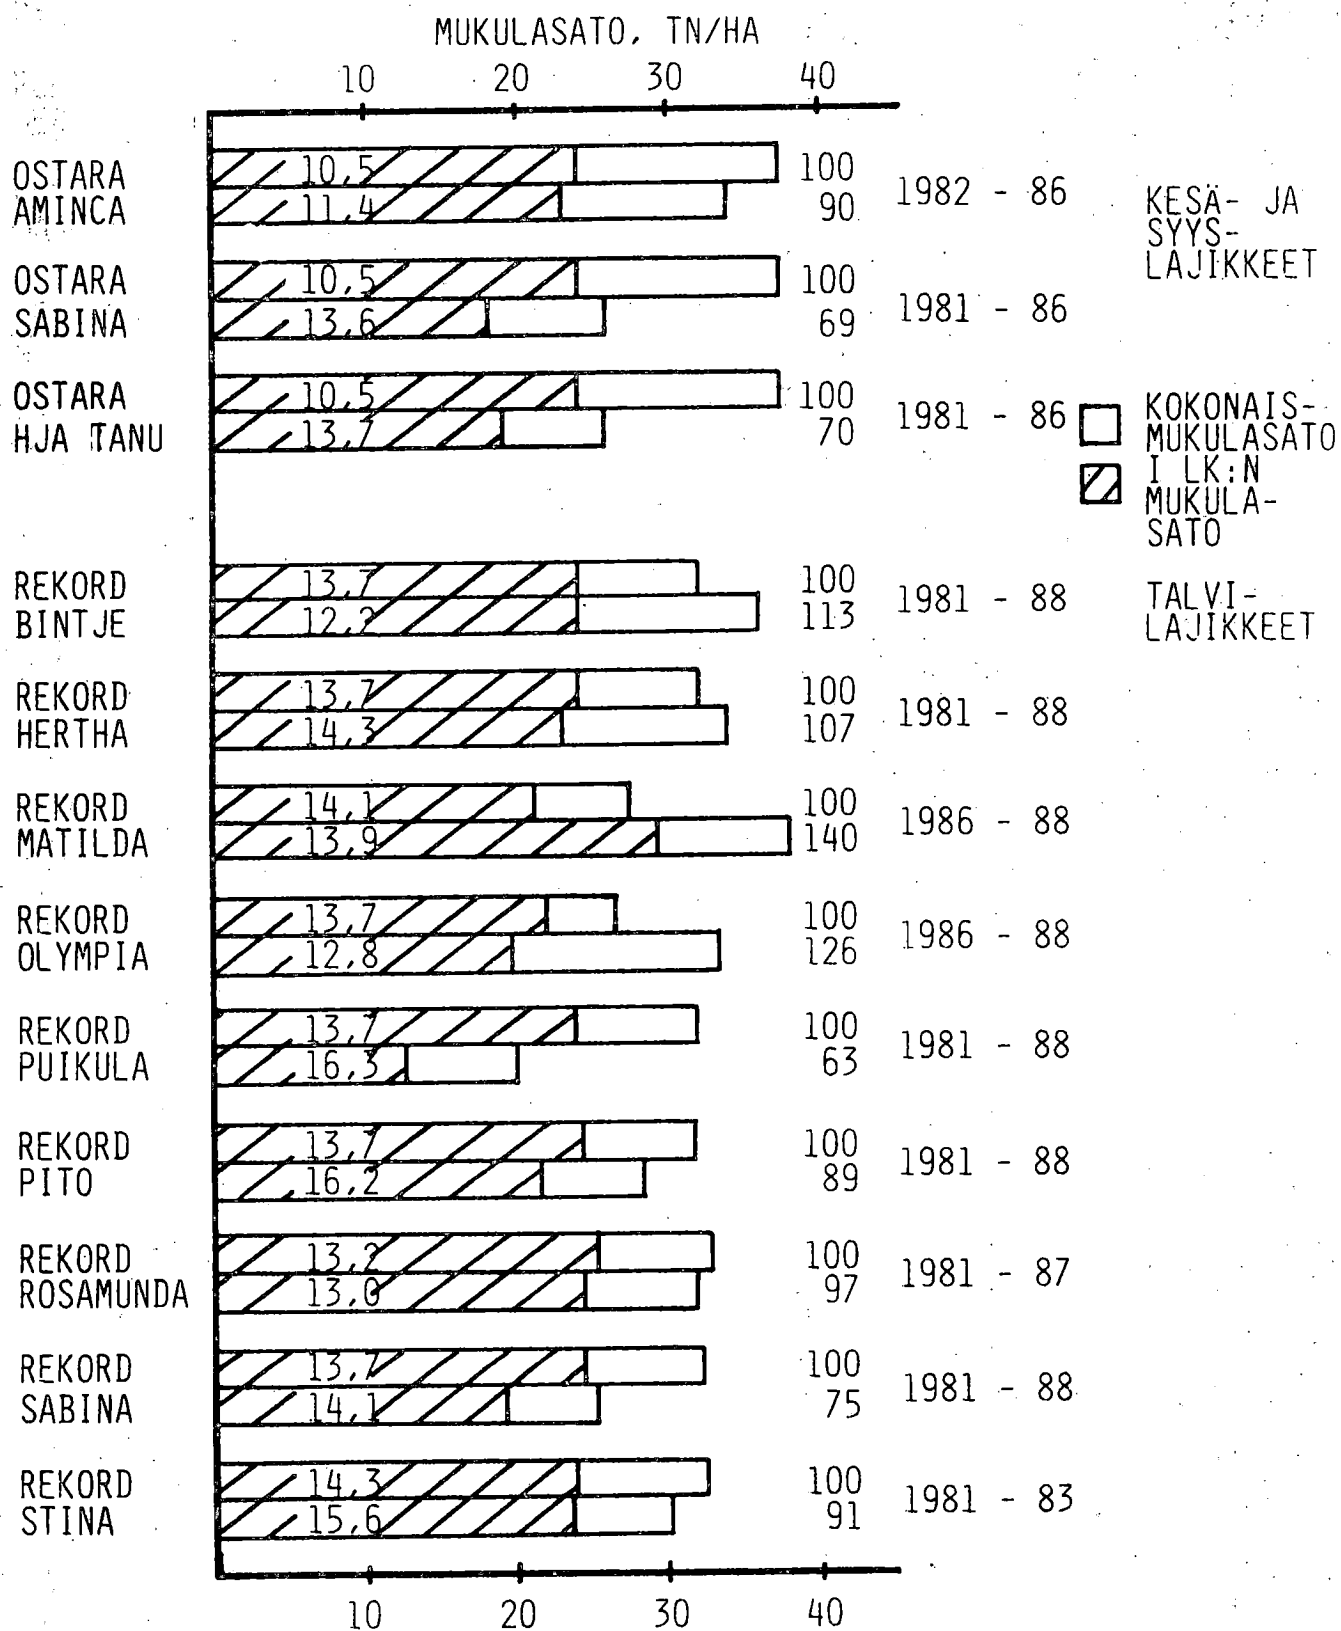 MUKULASATO, TN/HA
10 20 30 40
OSTARA 10,5 100
AMINCA 11,4 90
1982 - 86
KESÄ- JA
SYYS-
LAJIKKEET
OSTARA 10,5 100
SABINA 13,6 69
1981 - 86
OSTARA 10,5 100
HJA TANU 13,7 70
1981 - 86
KOKONAIS-
MUKULASATO
I LK:N
MUKULA-
SATO
REKORD 13,7 100
BINTJE 113
1981 - 88
TALVI-
LAJIKKEET
REKORD 13,7 100
HERTHA 14,3 107
1981 - 88
REKORD 14,1 100
MATILDA 13,9 140
1986 - 88
REKORD 13,7 100
OLYMPIA 12,8 126
1986 - 88
REKORD 13,7 100
PUIKULA 16,3 63
1981 - 88
REKORD 13,7 100
PITO 16,2 89
1981 - 88
REKORD 13,2 100
ROSAMUNDA 13,0 97
1981 - 87
REKORD 13,7 100
SABINA 14,1 75
1981 - 88
REKORD 14,3 100
STINA 15,6 91
1981 - 83
10 20 30 40